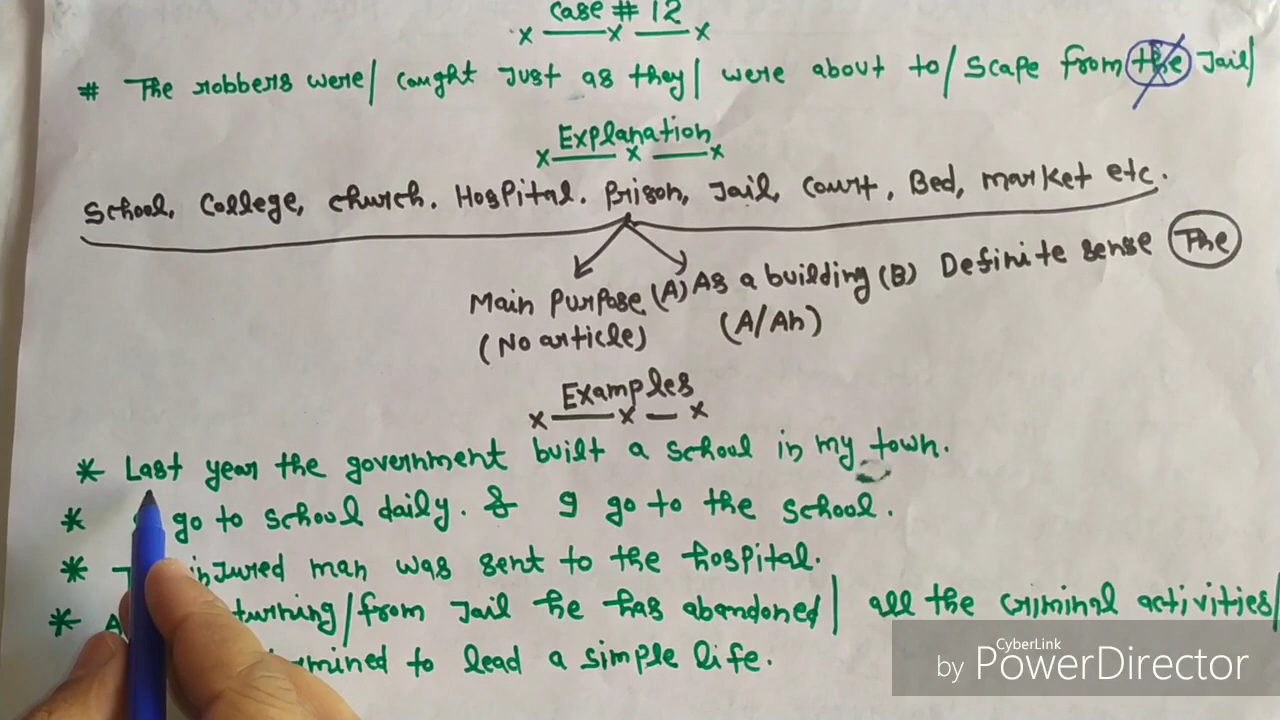 Case # 12
# The robbers were/ caught Just as they/ were about to/ Scape from the Jail/
Explanation
School, College, church. Hospital. Prison, Jail, Court, Bed, market etc.
Main Purpose (A) As a building (B) Definite sense The
(No article) (A/An)
Examples
* Last year the government built a school in my town.
* go to school daily. & I go to the school.
* injured man was sent to the hospital.
* A turning/from Jail he has abandoned/ all the criminal activities/
mined to lead a simple life.
CyberLink
by PowerDirector